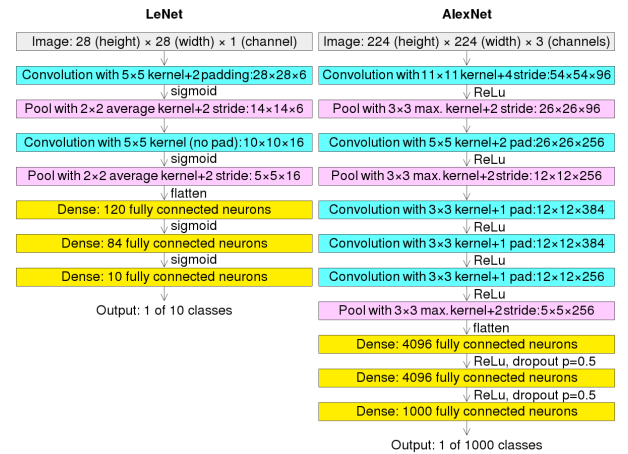 LeNet
Image: 28 (height) × 28 (width) × 1 (channel)
Convolution with 5×5 kernel+2 padding:28×28×6
sigmoid
Pool with 2×2 average kernel+2 stride:14×14×6
Convolution with 5×5 kernel (no pad):10×10×16
sigmoid
Pool with 2×2 average kernel+2 stride: 5×5×16
flatten
Dense: 120 fully connected neurons
sigmoid
Dense: 84 fully connected neurons
sigmoid
Dense: 10 fully connected neurons
Output: 1 of 10 classes
AlexNet
Image: 224 (height) × 224 (width) × 3 (channels)
Convolution with 11×11 kernel+4 stride:54×54×96
ReLu
Pool with 3×3 max. kernel+2 stride: 26×26×96
Convolution with 5×5 kernel+2 pad:26×26×256
ReLu
Pool with 3×3 max. kernel+2 stride:12×12×256
Convolution with 3×3 kernel+1 pad:12×12×384
ReLu
Convolution with 3×3 kernel+1 pad:12×12×384
ReLu
Convolution with 3×3 kernel+1 pad:12×12×256
ReLu
Pool with 3×3 max. kernel+2 stride:5×5×256
flatten
Dense: 4096 fully connected neurons
ReLu, dropout p=0.5
Dense: 4096 fully connected neurons
ReLu, dropout p=0.5
Dense: 1000 fully connected neurons
Output: 1 of 1000 classes